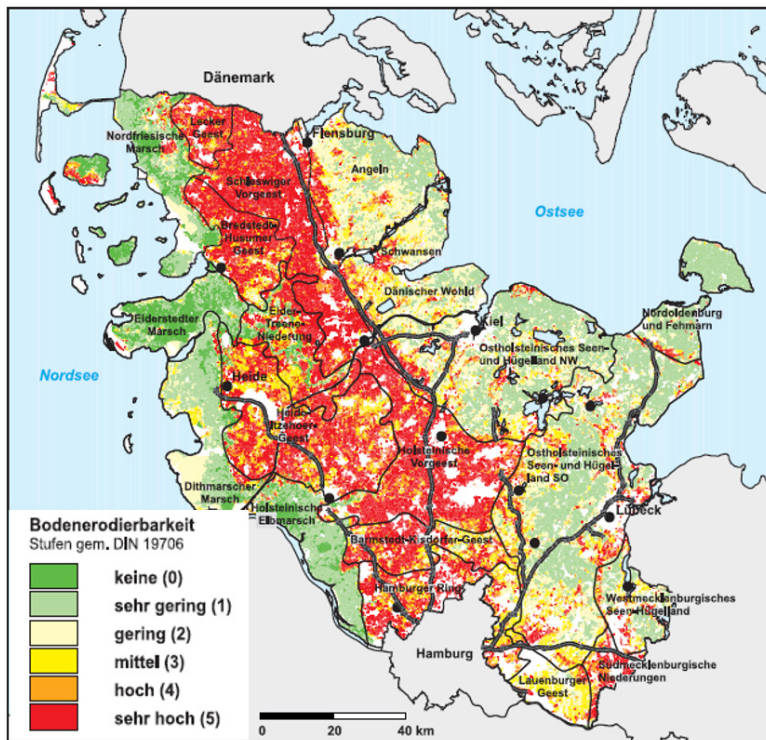 Dänemark
Nordfriesische
Marsch
Lecker
Geest
Flensburg
Angeln
Schleswiger
Vorgeest
Ostsee
Bredstedt-
Husumer
Geest
Schwansen
Dänischer Wohld
Eiderstedter
Marsch
Eider-
Treene-
Niederung
Kiel
Nordoldenburg
und Fehmarn
Ostholsteinisches Seen-
und Hügelland NW
Nordsee
Heide
Heide-
Itzehoer-
Geest
Holsteinische
Vorgeest
Ostholsteinisches
Seen- und Hügel-
land SO
Dithmarscher
Marsch
Holsteinische
Elbmarsch
Lübeck
Barmstedt-Kisdorfer-Geest
Hamburger Ring
Westmecklenburgisches
Seen-Hügelland
Hamburg
Südmecklenburgische
Niederungen
Lauenburger
Geest
Bodenerodierbarkeit
Stufen gem. DIN 19706
keine (0)
sehr gering (1)
gering (2)
mittel (3)
hoch (4)
sehr hoch (5)
0 20 40 km